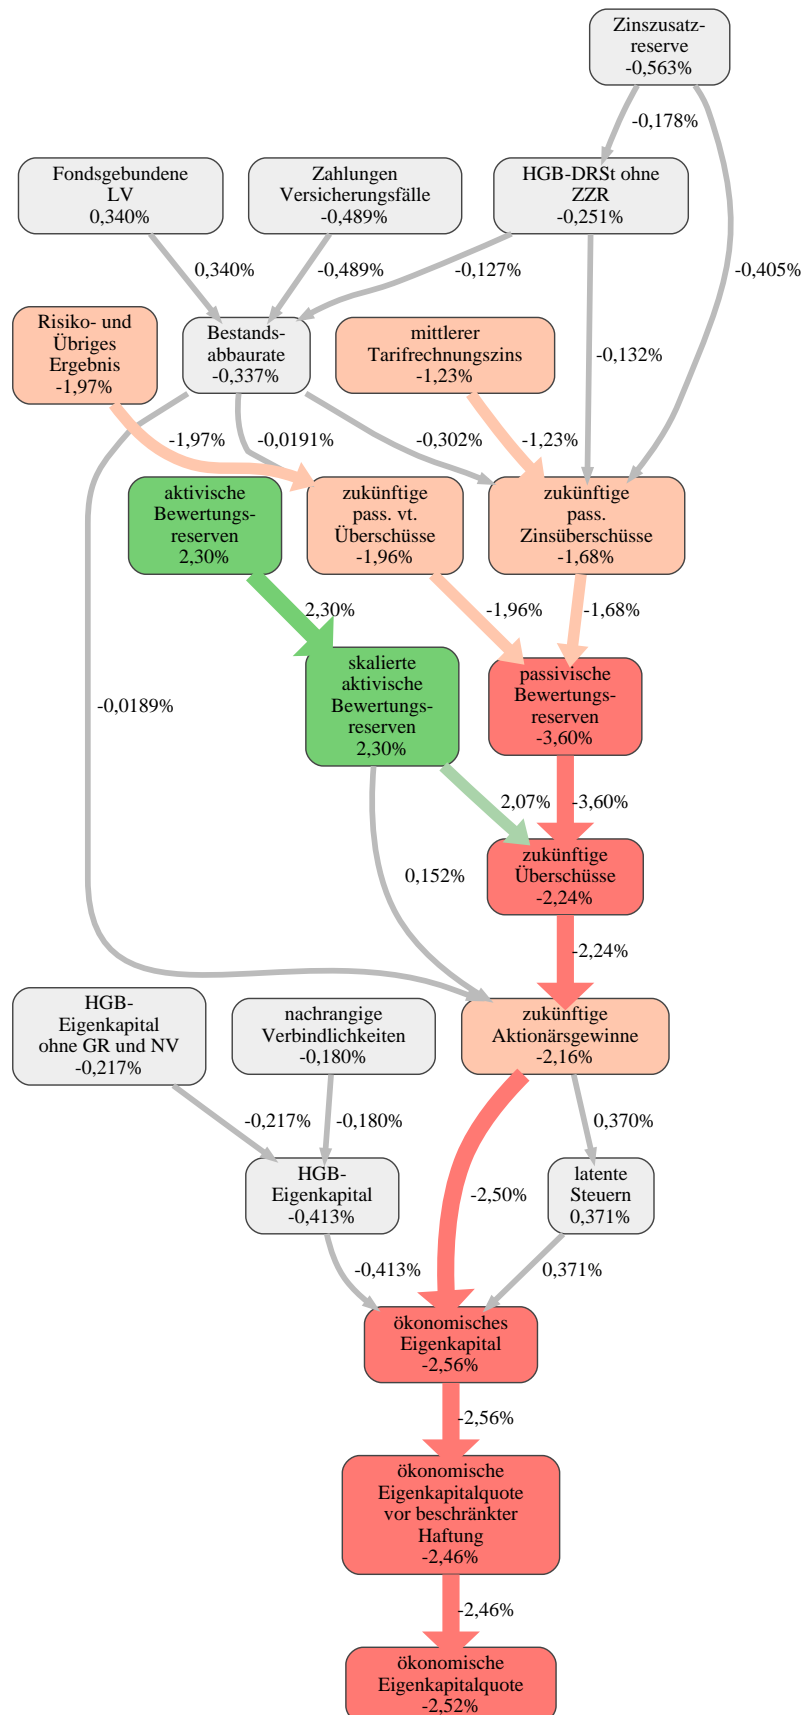 Zinszusatz-
reserve
-0,563%
-0,178%
Fondsgebundene
LV
0,340%
Zahlungen
Versicherungsfälle
-0,489%
HGB-DRSt ohne
ZZR
-0,251%
0,340%
-0,489%
-0,127%
-0,405%
Risiko- und
Übriges
Ergebnis
-1,97%
Bestands-
abbaurate
-0,337%
mittlerer
Tarifrechnungszins
-1,23%
-0,132%
-1,97%
-0,0191%
-0,302%
-1,23%
aktivische
Bewertungs-
reserven
2,30%
zukünftige
pass. vt.
Überschüsse
-1,96%
zukünftige
pass.
Zinsüberschüsse
-1,68%
2,30%
-1,96%
-1,68%
-0,0189%
skalierte
aktivische
Bewertungs-
reserven
2,30%
passivische
Bewertungs-
reserven
-3,60%
2,07%
-3,60%
0,152%
zukünftige
Überschüsse
-2,24%
-2,24%
HGB-
Eigenkapital
ohne GR und NV
-0,217%
nachrangige
Verbindlichkeiten
-0,180%
zukünftige
Aktionärsgewinne
-2,16%
-0,217%
-0,180%
0,370%
HGB-
Eigenkapital
-0,413%
-2,50%
latente
Steuern
0,371%
-0,413%
0,371%
ökonomisches
Eigenkapital
-2,56%
-2,56%
ökonomische
Eigenkapitalquote
vor beschränkter
Haftung
-2,46%
-2,46%
ökonomische
Eigenkapitalquote
-2,52%